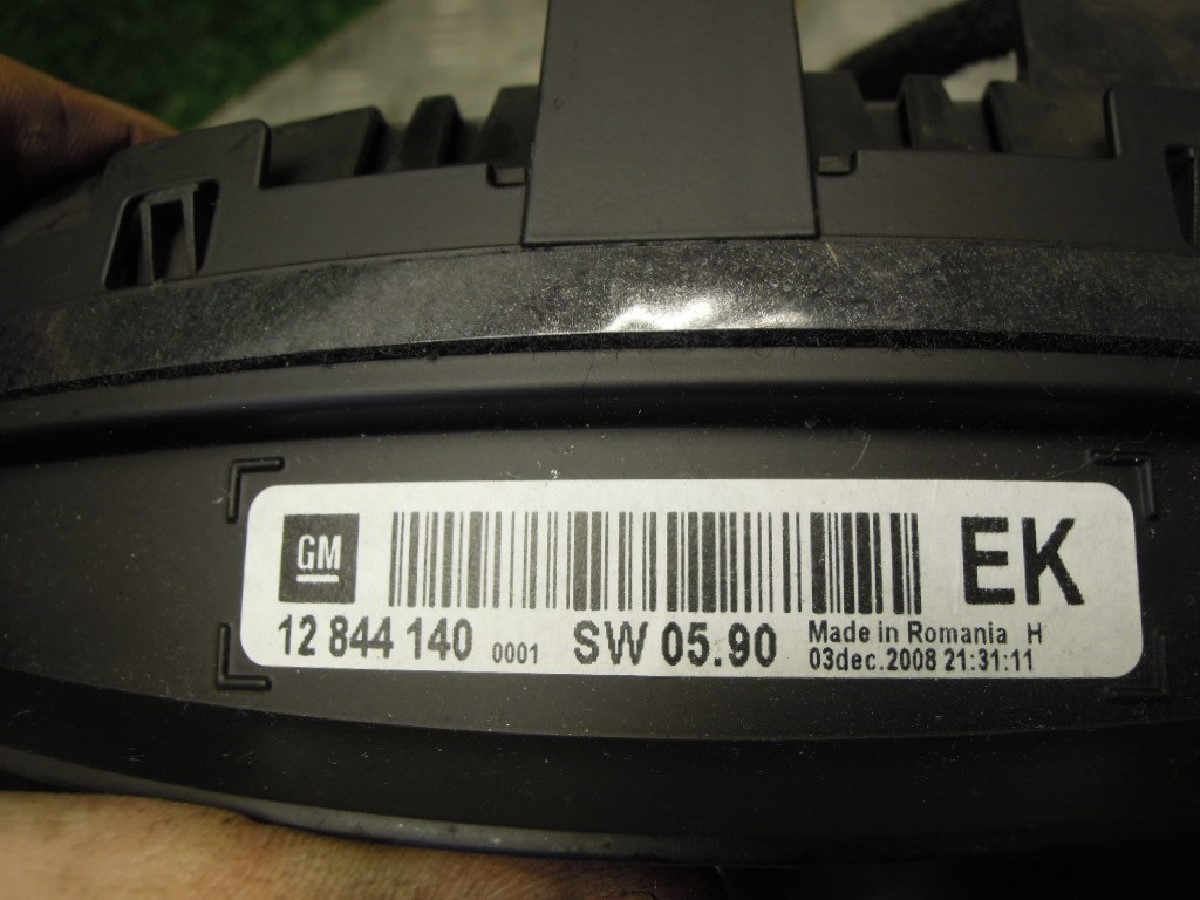 GM
EK
12 844 140 0001 SW 05.90
Made in Romania H
03dec.2008 21:31:11